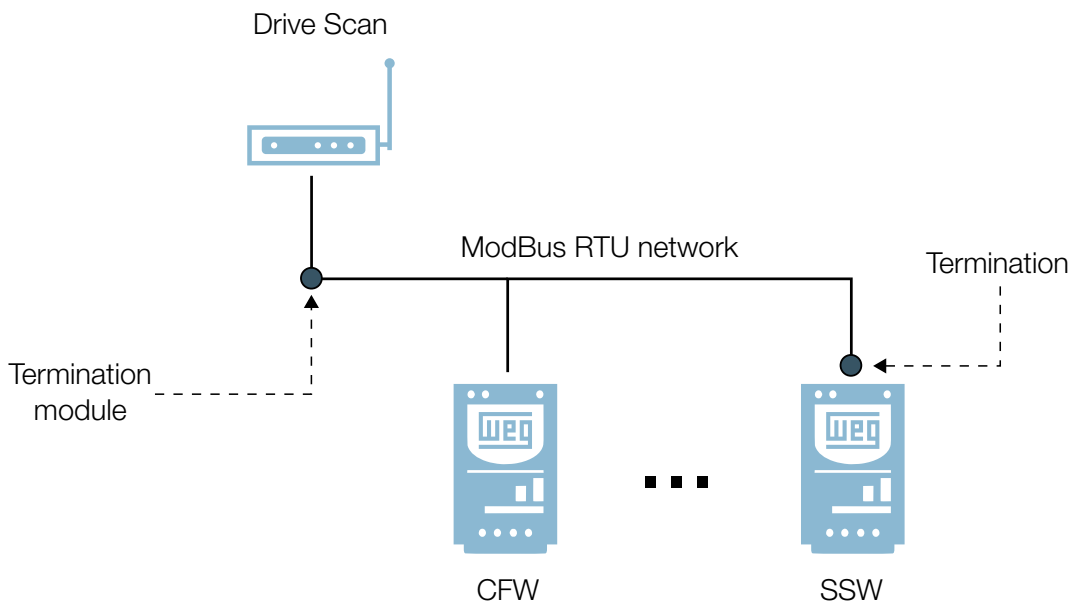 Drive Scan
ModBus RTU network
Termination
Termination
module
weg
weg
CFW
SSW